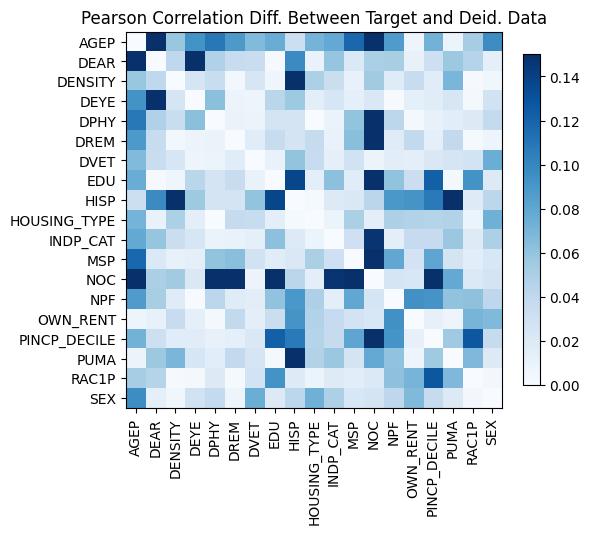 Pearson Correlation Diff. Between Target and Deid. Data
AGEP
DEAR
DENSITY
DEYE
DPHY
DREM
DVET
EDU
HISP
HOUSING_TYPE
INDP_CAT
MSP
NOC
NPF
OWN_RENT
PINCP_DECILE
PUMA
RAC1P
SEX
AGEP
DEAR
DENSITY
DEYE
DPHY
DREM
DVET
EDU
HISP
HOUSING_TYPE
INDP_CAT
MSP
NOC
NPF
OWN_RENT
PINCP_DECILE
PUMA
RAC1P
SEX
0.14
0.12
0.10
0.08
0.06
0.04
0.02
0.00